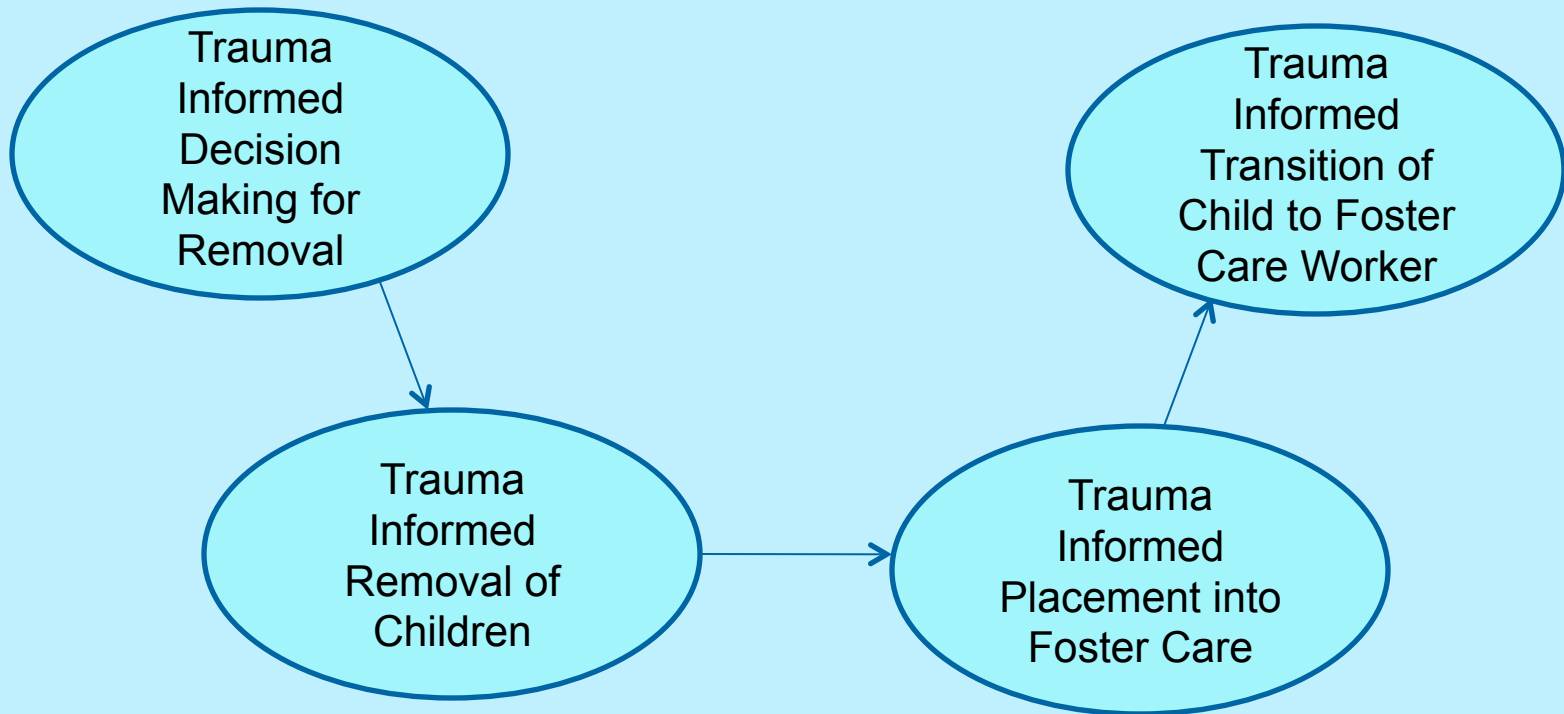 Trauma
Informed
Decision
Making for
Removal
Trauma
Informed
Removal of
Children
Trauma
Informed
Placement into
Foster Care
Trauma
Informed
Transition of
Child to Foster
Care Worker